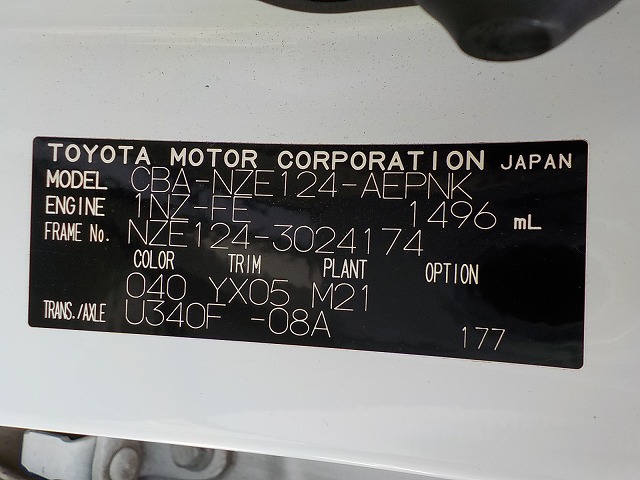 TOYOTA MOTOR CORPORATION JAPAN
MODEL CBA-NZE124-AEPNK
ENGINE 1NZ-FE 1496 mL
FRAME No. NZE124-3024174
COLOR TRIM PLANT OPTION
040 YX05 M21
TRANS./AXLE U340F -08A
177